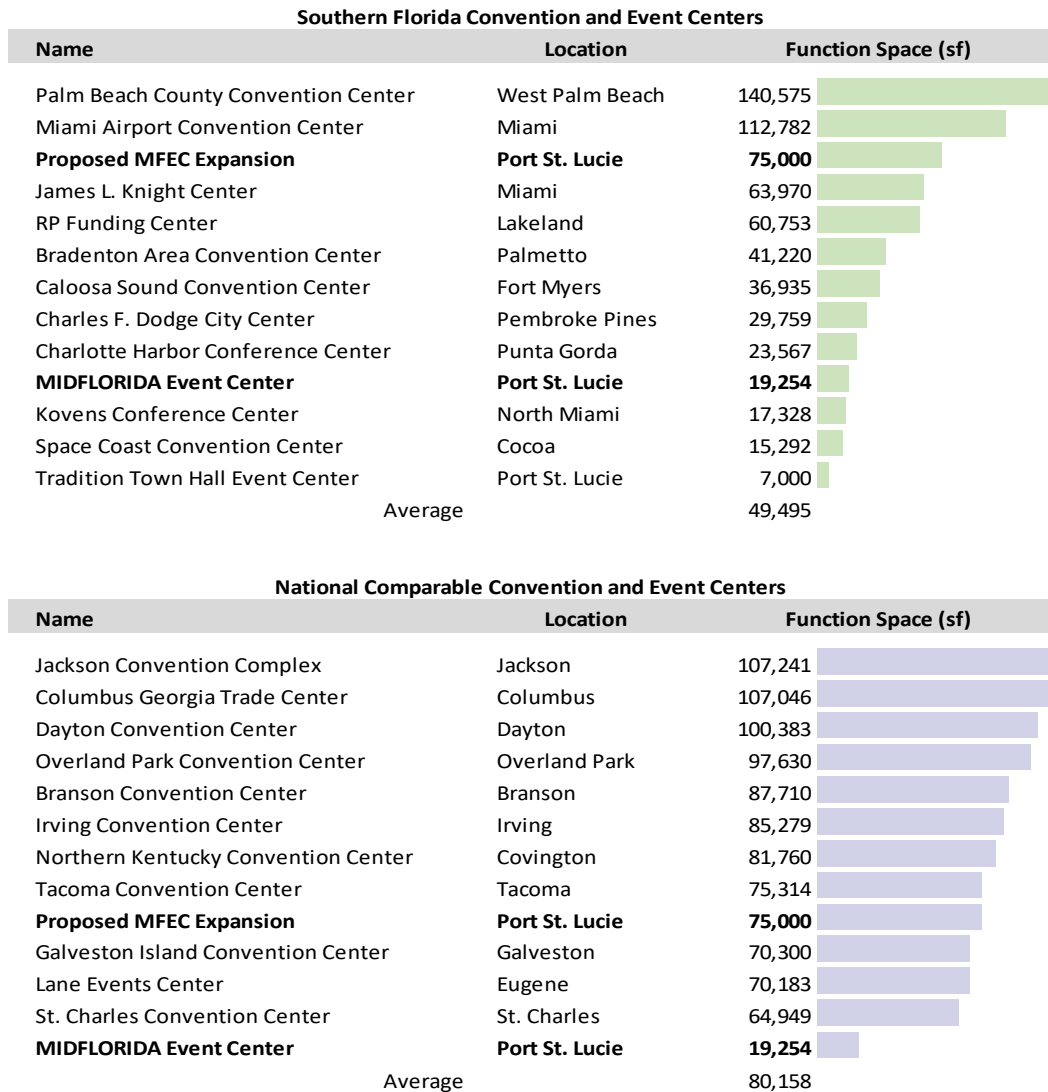 Southern Florida Convention and Event Centers
Name Location Function Space (sf)
Palm Beach County Convention Center West Palm Beach 140,575
Miami Airport Convention Center Miami 112,782
Proposed MFEC Expansion Port St. Lucie 75,000
James L. Knight Center Miami 63,970
RP Funding Center Lakeland 60,753
Bradenton Area Convention Center Palmetto 41,220
Caloosa Sound Convention Center Fort Myers 36,935
Charles F. Dodge City Center Pembroke Pines 29,759
Charlotte Harbor Conference Center Punta Gorda 23,567
MIDFLORIDA Event Center Port St. Lucie 19,254
Kovens Conference Center North Miami 17,328
Space Coast Convention Center Cocoa 15,292
Tradition Town Hall Event Center Port St. Lucie 7,000
Average 49,495
National Comparable Convention and Event Centers
Name Location Function Space (sf)
Jackson Convention Complex Jackson 107,241
Columbus Georgia Trade Center Columbus 107,046
Dayton Convention Center Dayton 100,383
Overland Park Convention Center Overland Park 97,630
Branson Convention Center Branson 87,710
Irving Convention Center Irving 85,279
Northern Kentucky Convention Center Covington 81,760
Tacoma Convention Center Tacoma 75,314
Proposed MFEC Expansion Port St. Lucie 75,000
Galveston Island Convention Center Galveston 70,300
Lane Events Center Eugene 70,183
St. Charles Convention Center St. Charles 64,949
MIDFLORIDA Event Center Port St. Lucie 19,254
Average 80,158